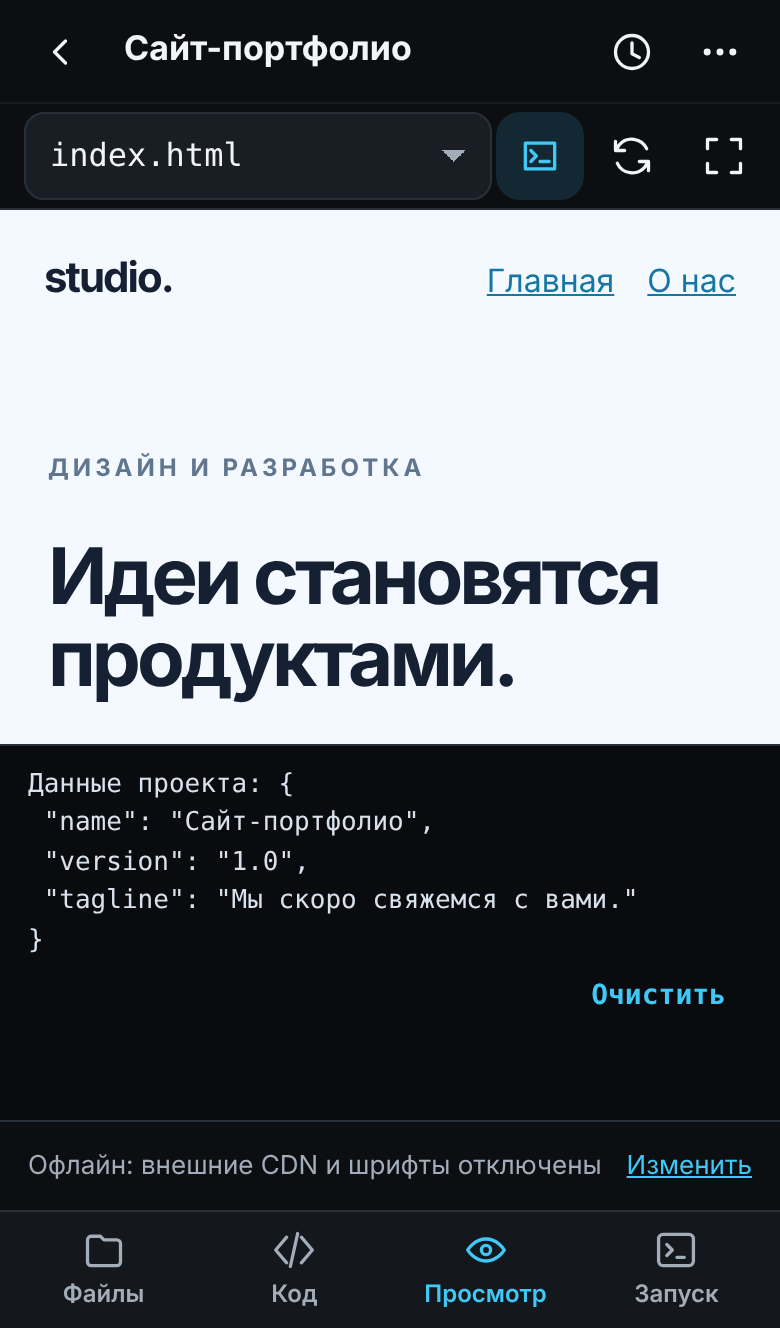 Сайт-портфолио
index.html
studio. Главная О нас
ДИЗАЙН И РАЗРАБОТКА
Идеи становятся
продуктами.
Данные проекта: {
"name": "Сайт-портфолио",
"version": "1.0",
"tagline": "Мы скоро свяжемся с вами."
}
Очистить
Офлайн: внешние CDN и шрифты отключены Изменить
Файлы Код Просмотр Запуск